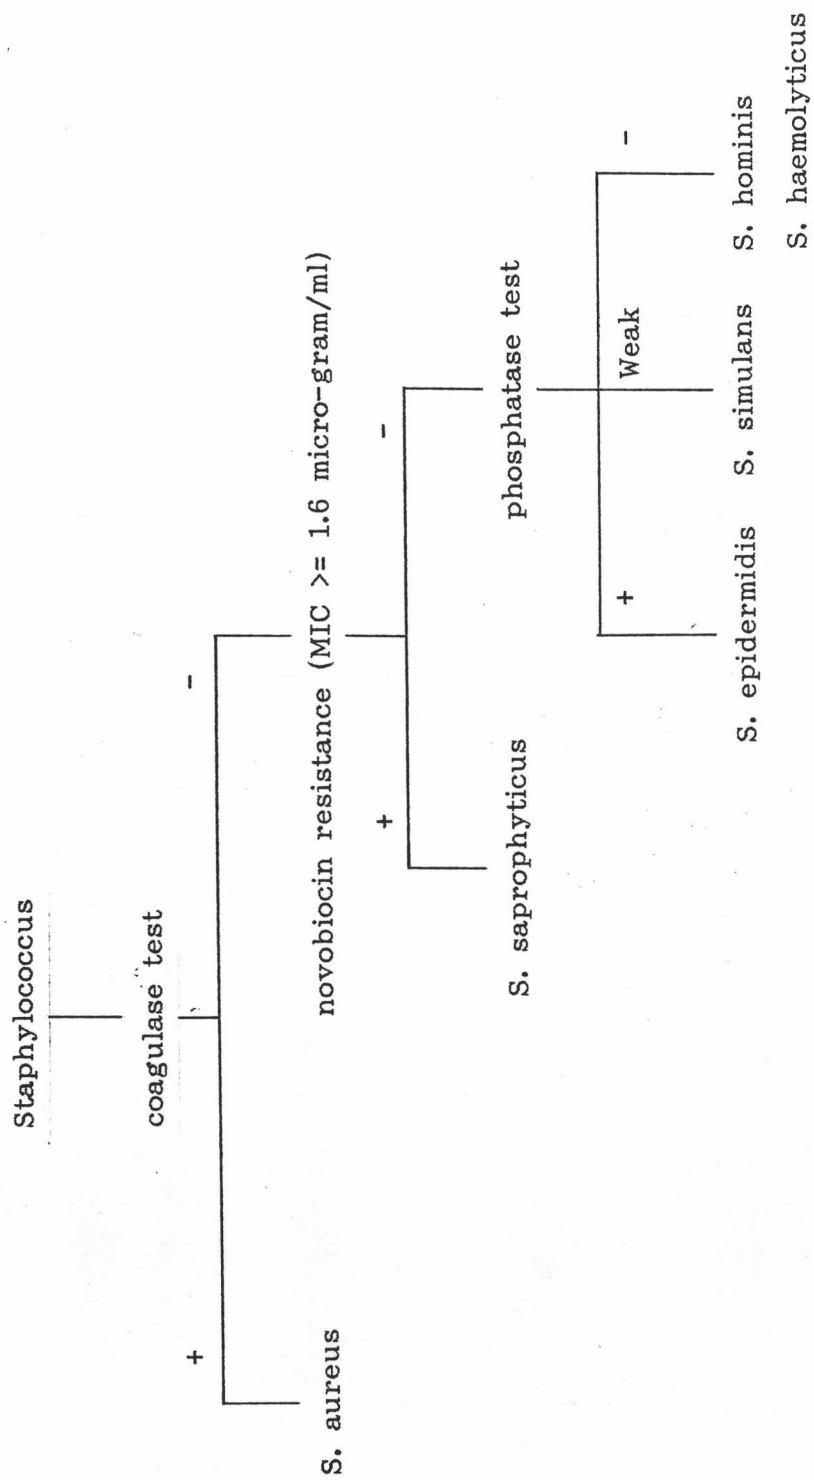 Staphylococcus
coagulase test
+ -
S. aureus novobiocin resistance (MIC >= 1.6 micro-gram/ml)
+ -
S. saprophyticus phosphatase test
+ Weak -
S. epidermidis S. simulans S. hominis
S. haemolyticus